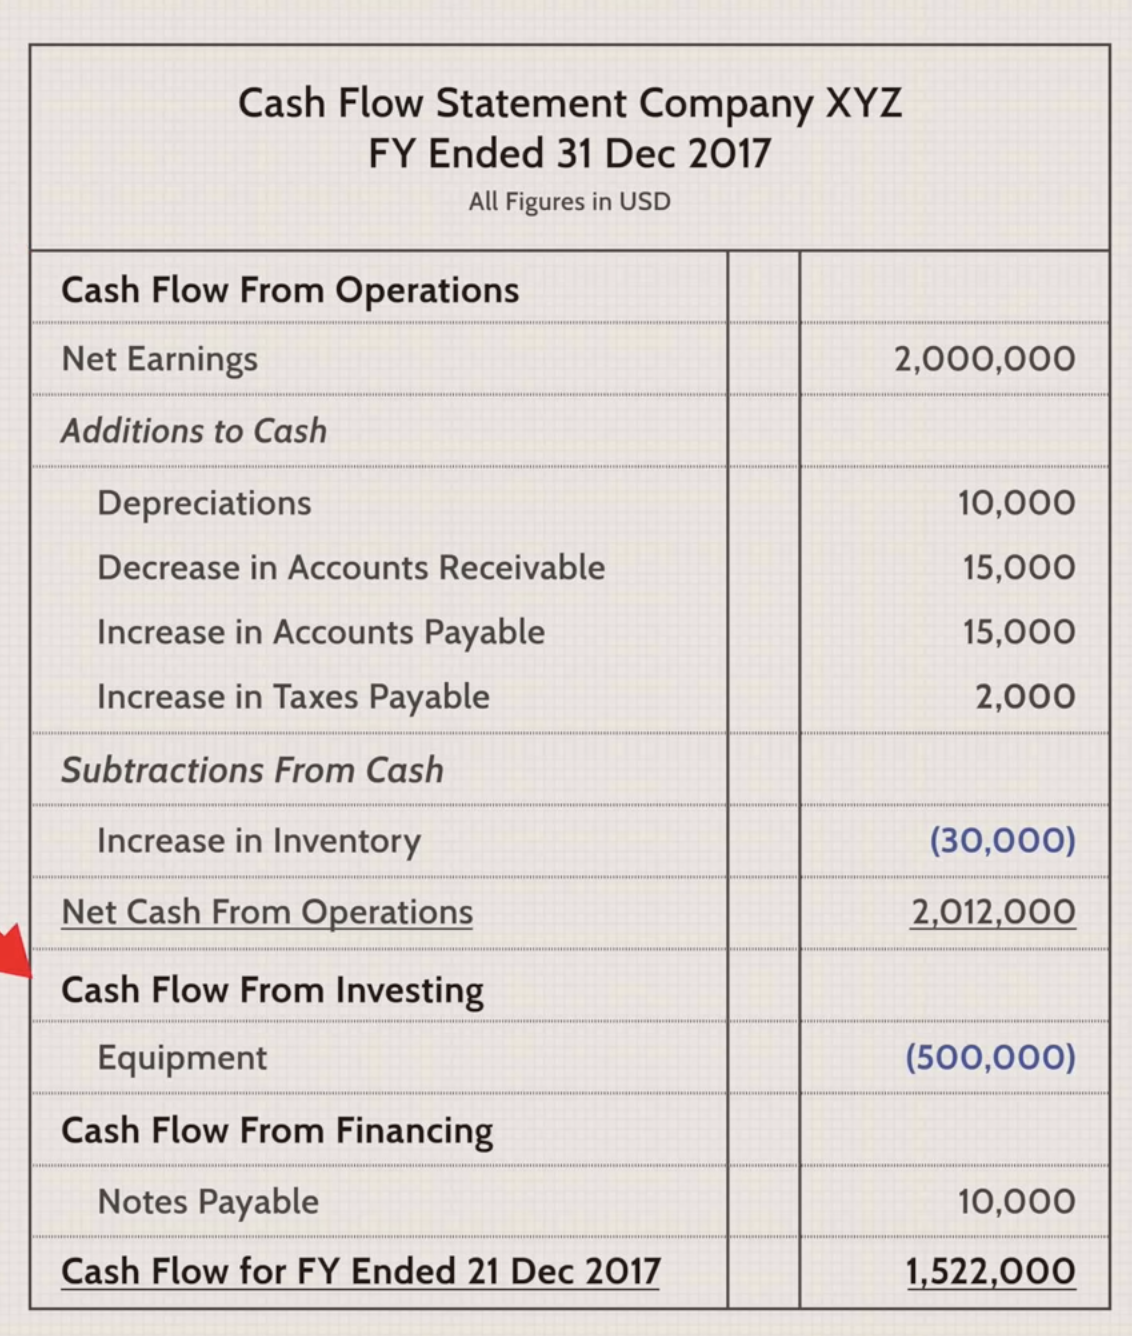 Cash Flow Statement Company XYZ
FY Ended 31 Dec 2017
All Figures in USD
Cash Flow From Operations
Net Earnings 2,000,000
Additions to Cash
Depreciations 10,000
Decrease in Accounts Receivable 15,000
Increase in Accounts Payable 15,000
Increase in Taxes Payable 2,000
Subtractions From Cash
Increase in Inventory (30,000)
Net Cash From Operations 2,012,000
Cash Flow From Investing
Equipment (500,000)
Cash Flow From Financing
Notes Payable 10,000
Cash Flow for FY Ended 21 Dec 2017 1,522,000